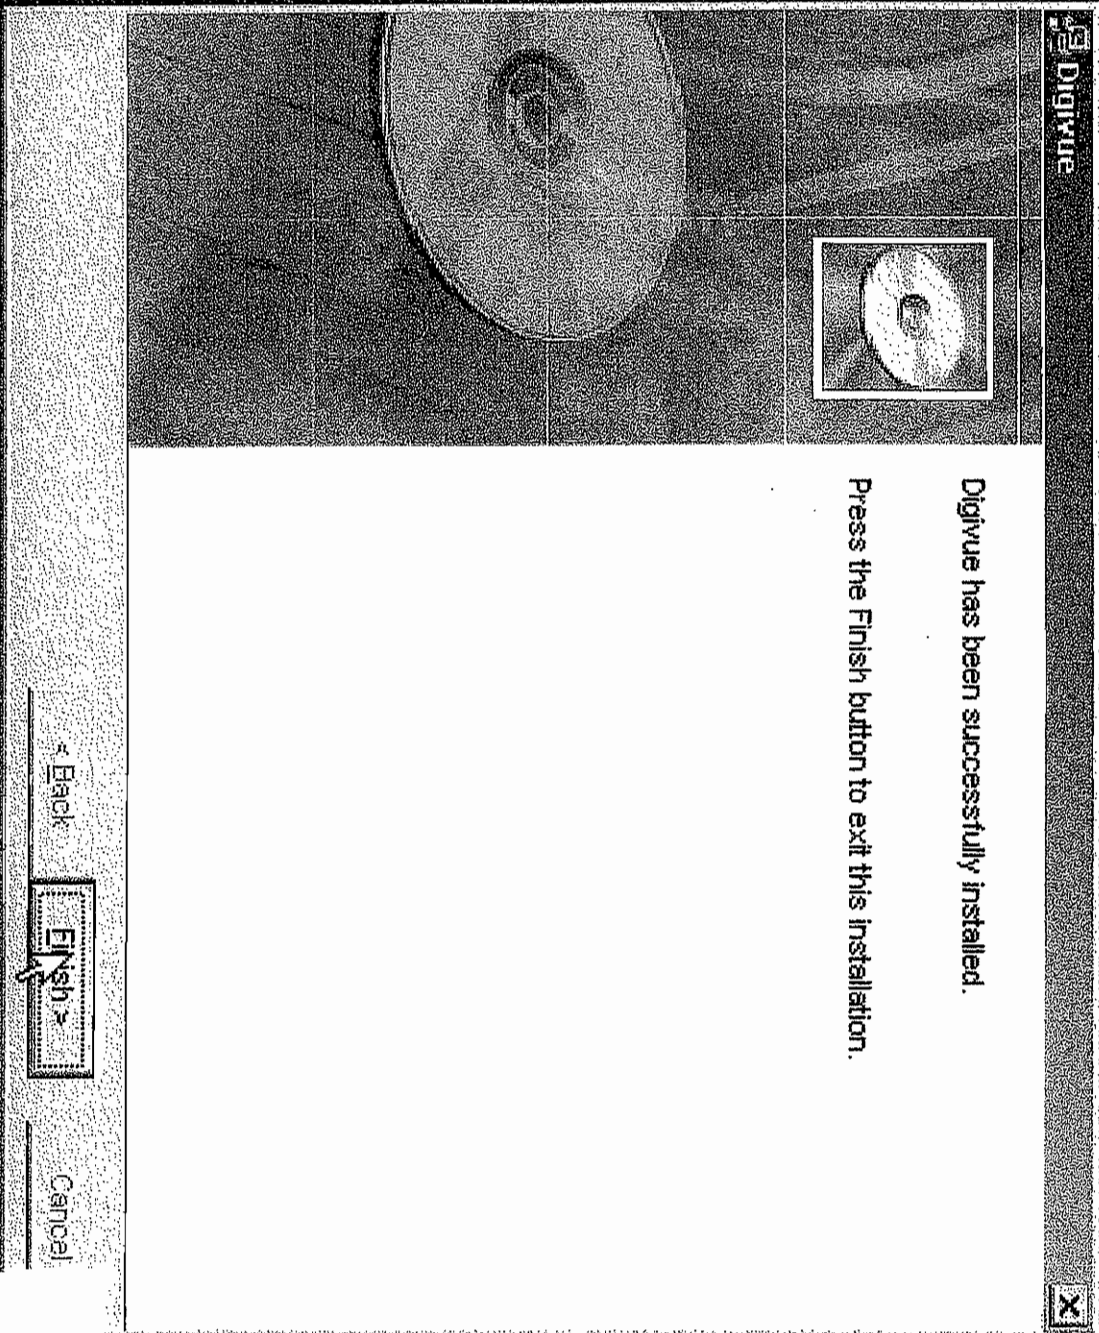 Digivue
Digivue has been successfully installed.
Press the Finish button to exit this installation.
< Back
Finish >
Cancel